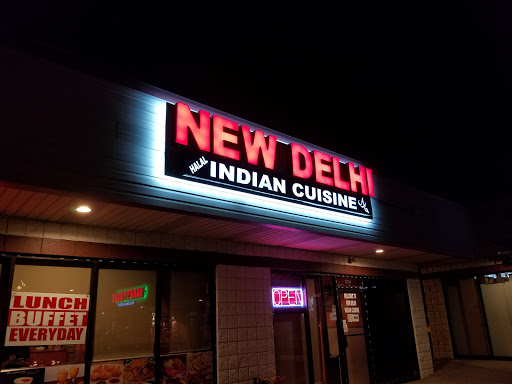 NEW DELHI
HALAL
INDIAN CUISINE
OPEN
LUNCH
BUFFET
EVERYDAY